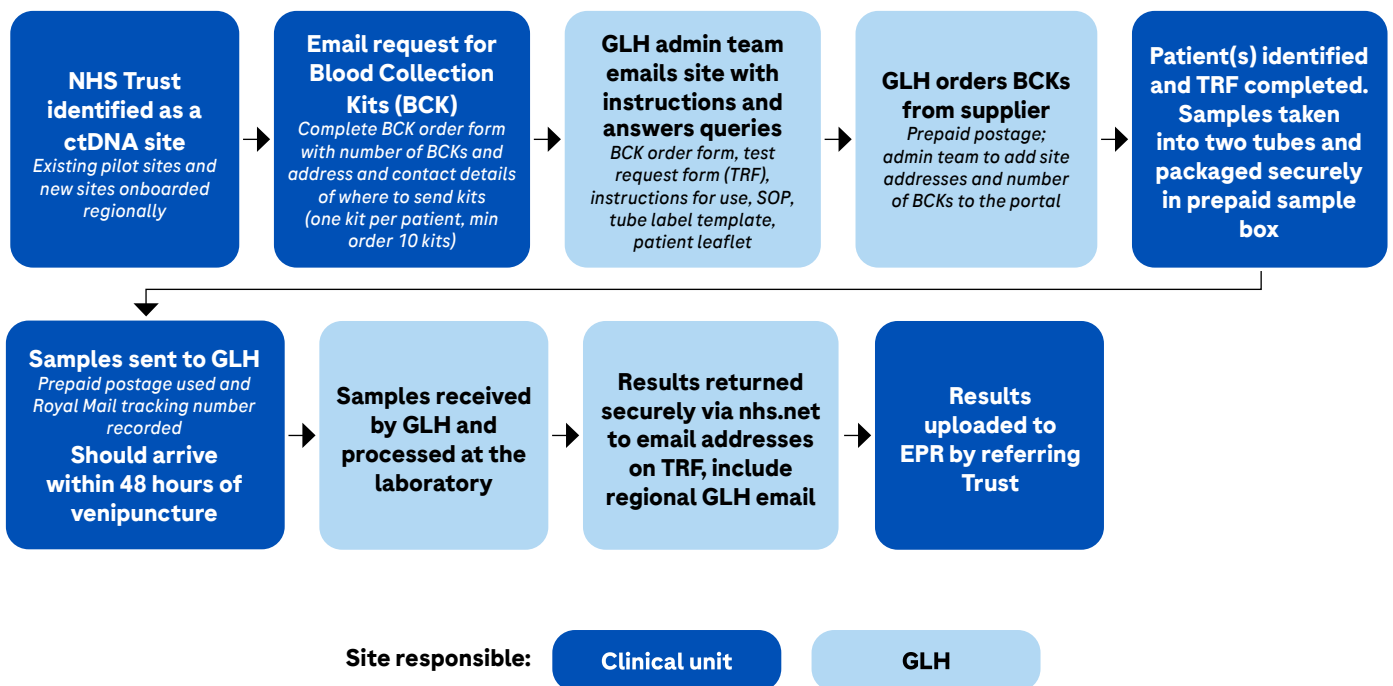 NHS Trust
identified as a
ctDNA site
Existing pilot sites and
new sites onboarded
regionally
Email request for
Blood Collection
Kits (BCK)
Complete BCK order form
with number of BCKs and
address and contact details
of where to send kits
(one kit per patient, min
order 10 kits)
GLH admin team
emails site with
instructions and
answers queries
BCK order form, test
request form (TRF),
instructions for use, SOP,
tube label template,
patient leaflet
GLH orders BCKs
from supplier
Prepaid postage;
admin team to add site
addresses and number
of BCKs to the portal
Patient(s) identified
and TRF completed.
Samples taken
into two tubes and
packaged securely
in prepaid sample
box
Samples sent to GLH
Prepaid postage used and
Royal Mail tracking number
recorded
Should arrive
within 48 hours of
venipuncture
Samples received
by GLH and
processed at the
laboratory
Results returned
securely via nhs.net
to email addresses
on TRF, include
regional GLH email
Results
uploaded to
EPR by referring
Trust
Site responsible:
Clinical unit
GLH